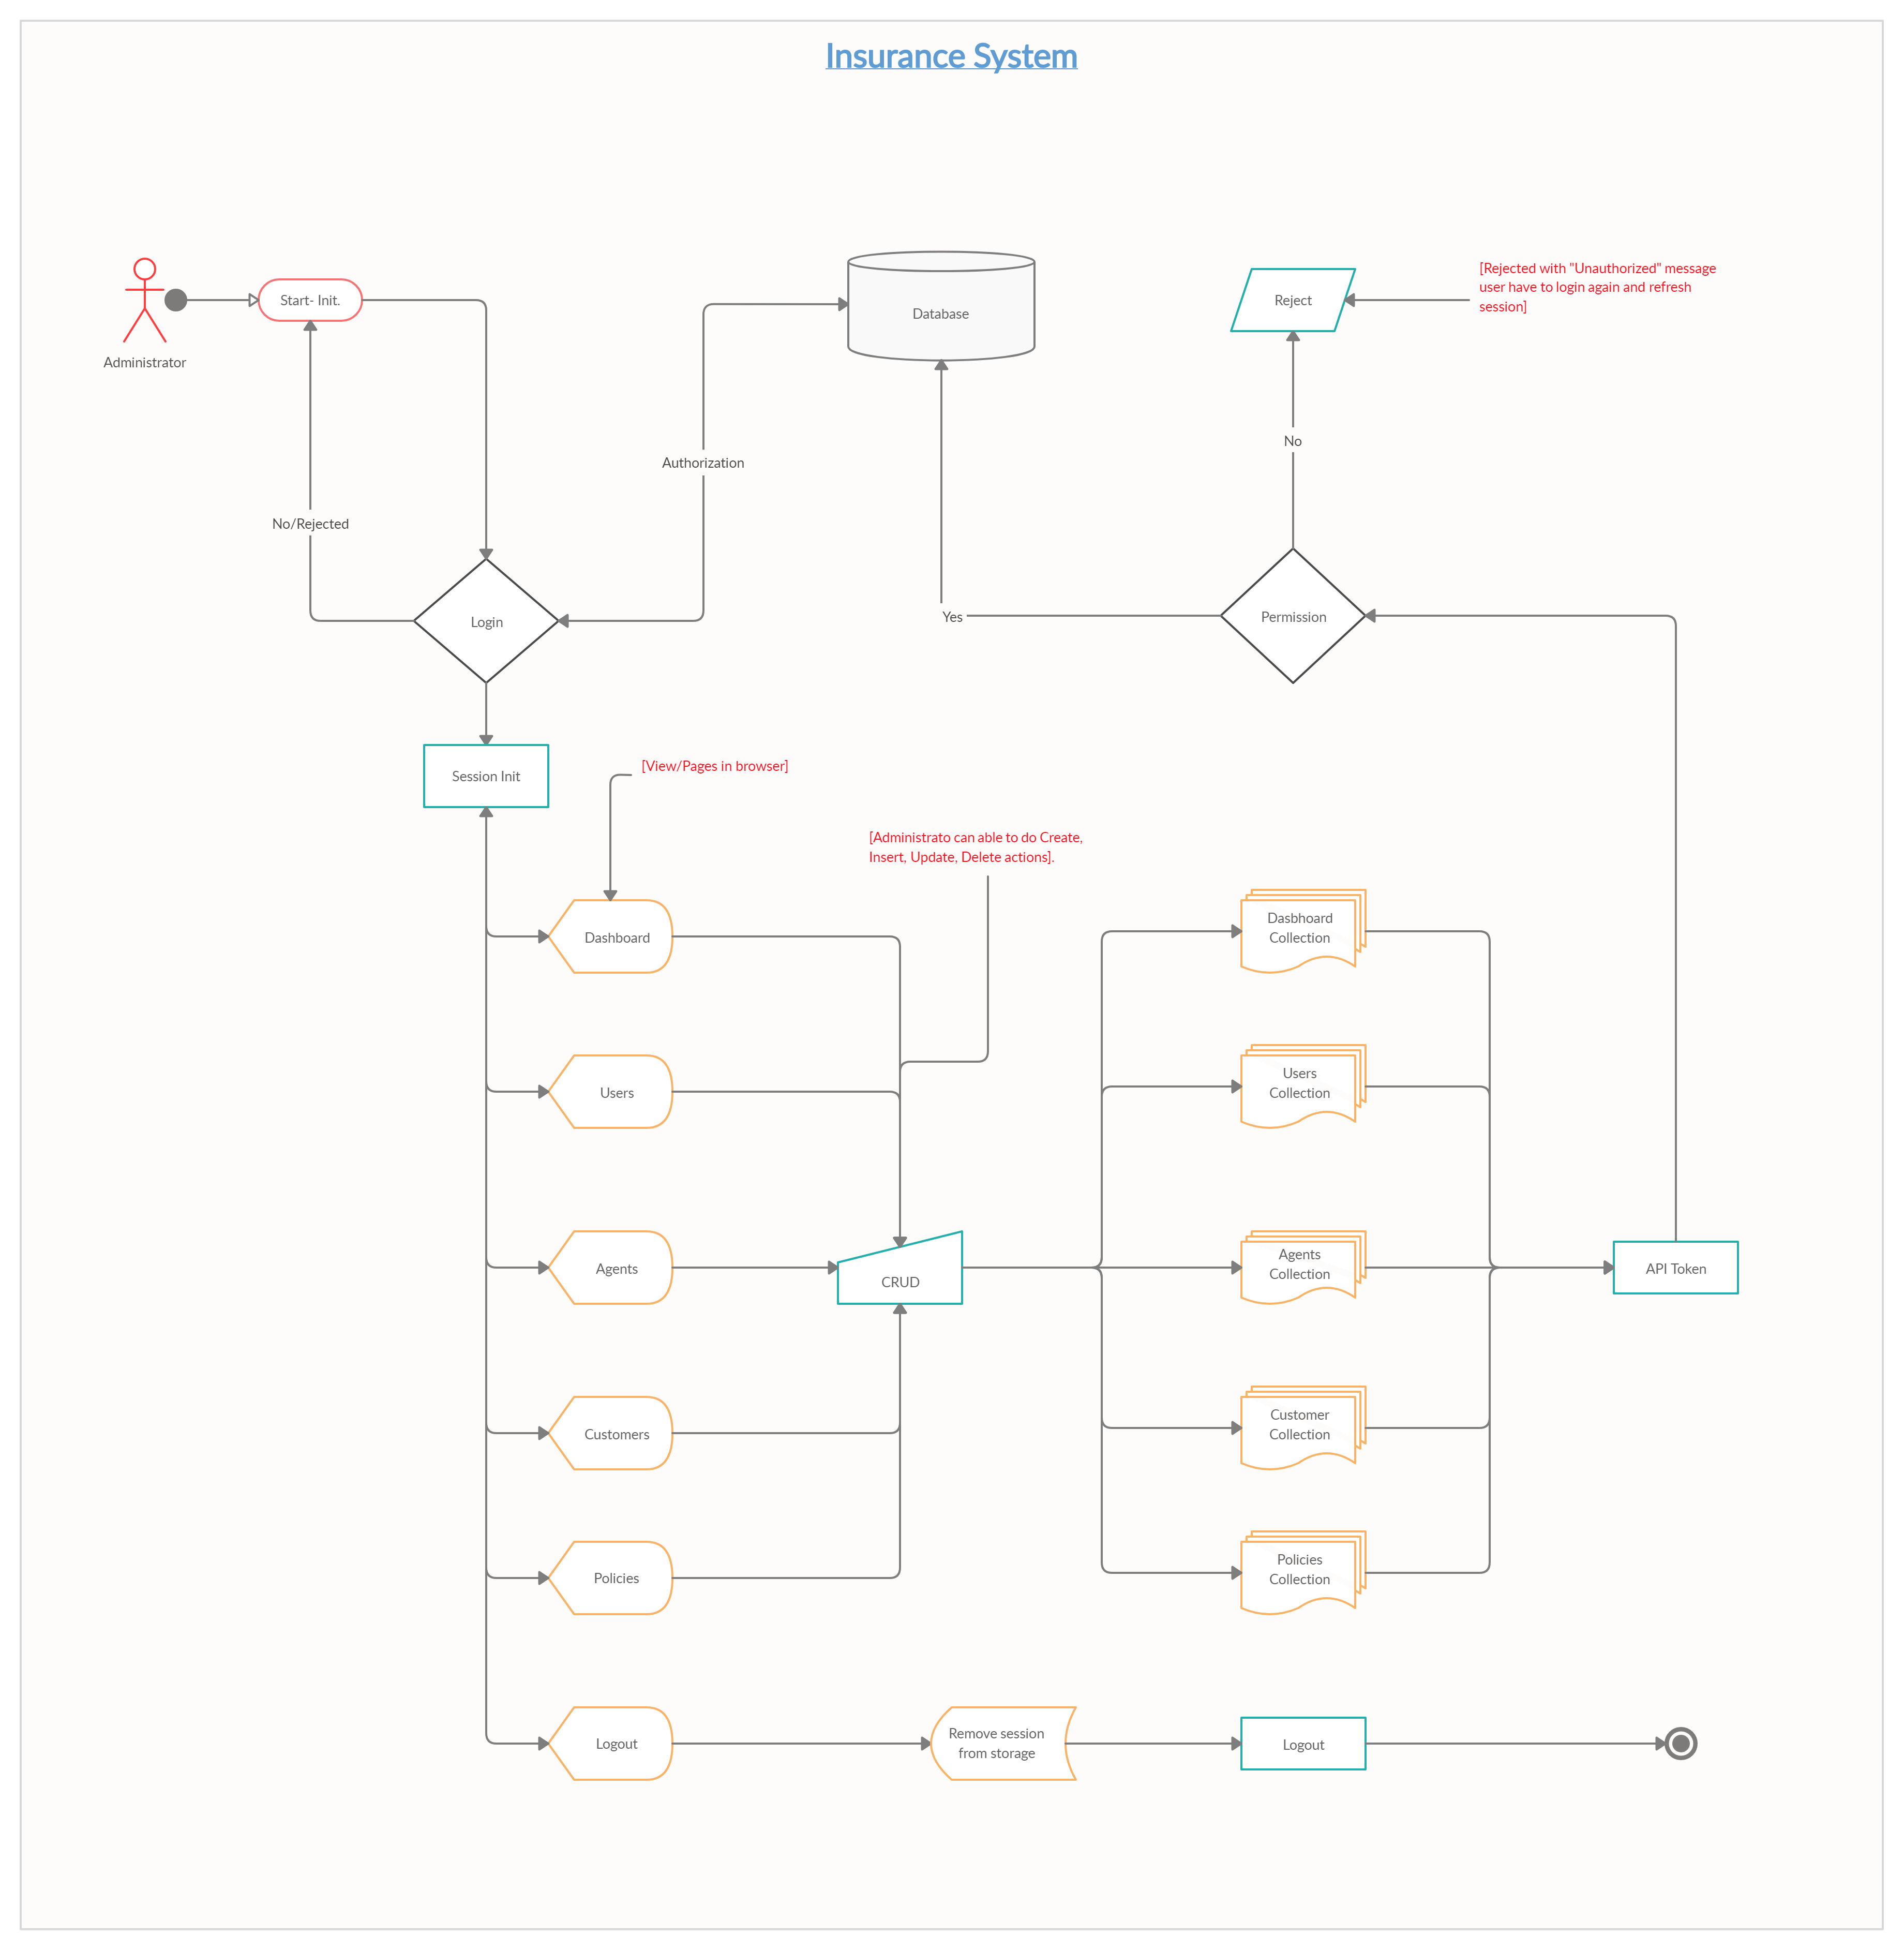 Insurance System
Administrator
Start- Init.
Database
Reject
[Rejected with "Unauthorized" message
user have to login again and refresh
session]
No
Authorization
No/Rejected
Login
Yes
Permission
Session Init
[View/Pages in browser]
[Administrato can able to do Create,
Insert, Update, Delete actions].
Dashboard
Dasbhoard
Collection
Users
Users
Collection
Agents
CRUD
Agents
Collection
API Token
Customers
Customer
Collection
Policies
Policies
Collection
Logout
Remove session
from storage
Logout